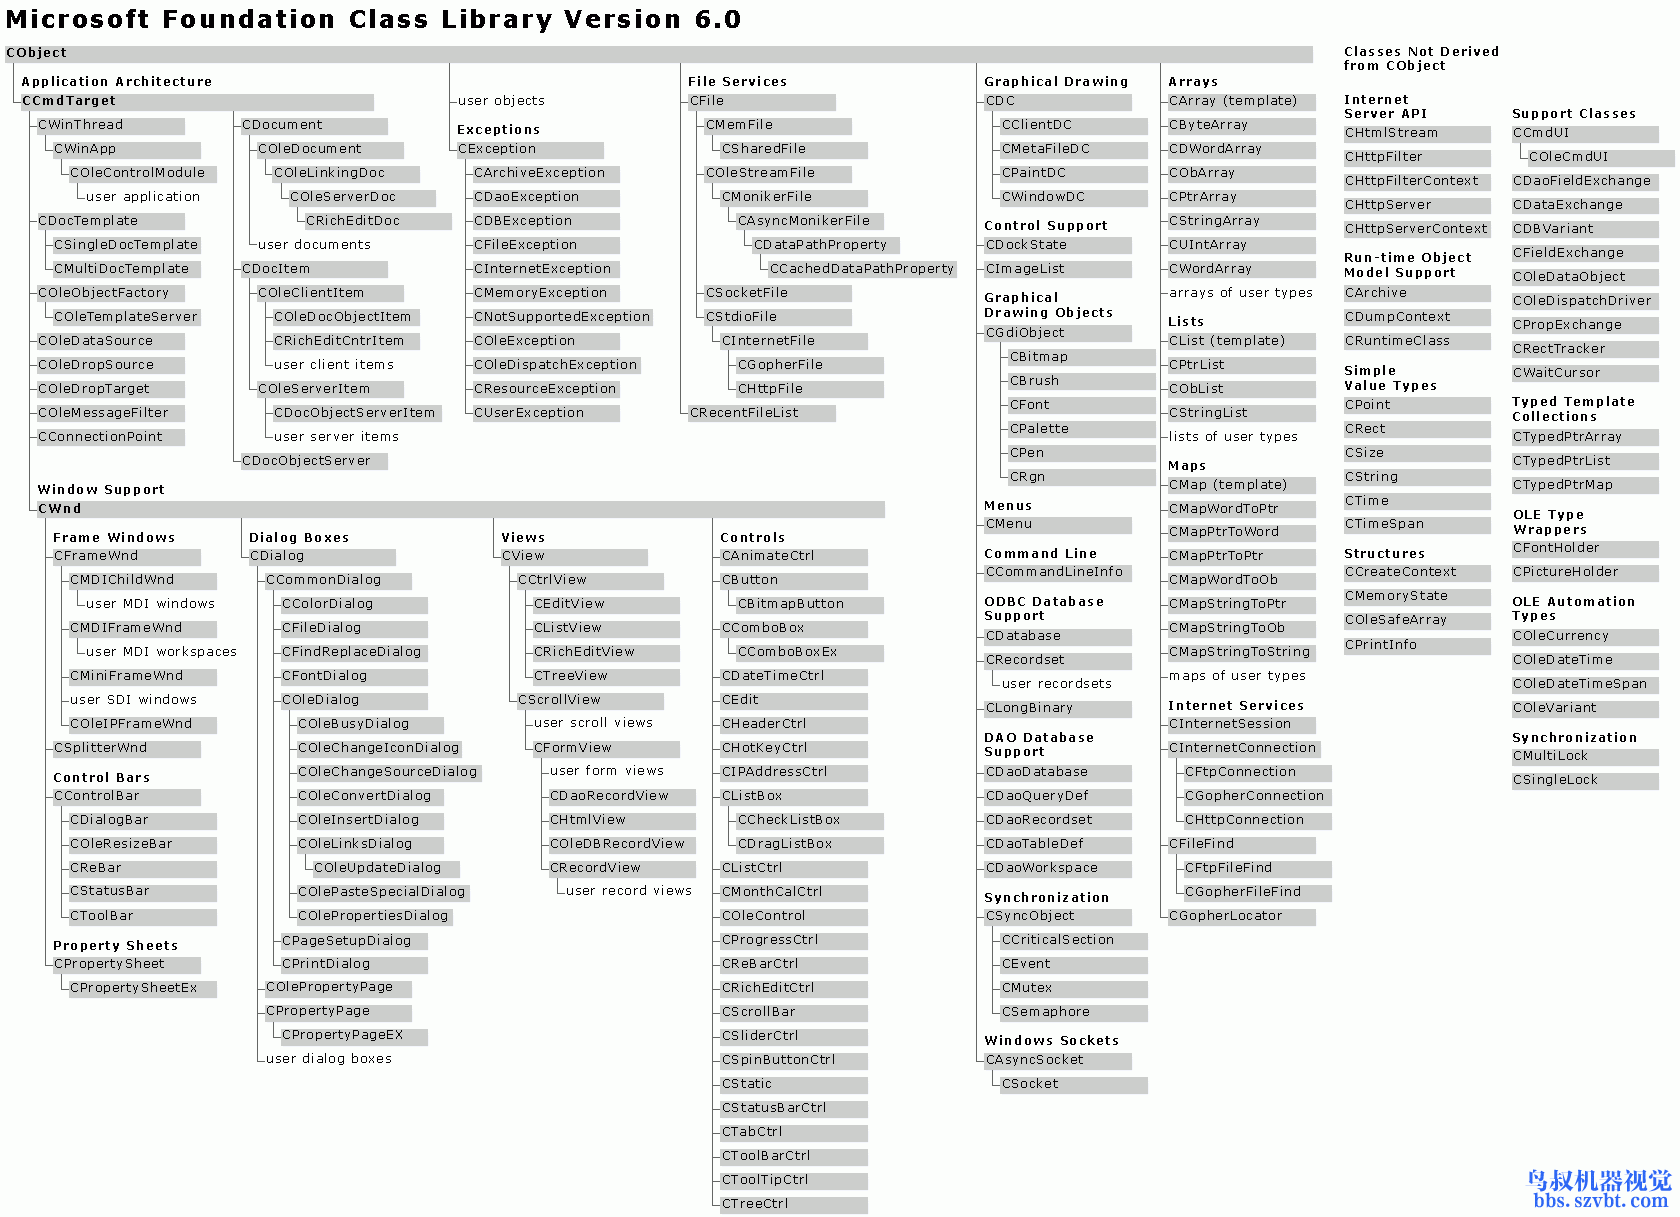 Microsoft Foundation Class Library Version 6.0
CObject
Application Architecture
CCmdTarget
CWinThread
CWinApp
COleControlModule
user application
CDocTemplate
CSingleDocTemplate
CMultiDocTemplate
COleObjectFactory
COleTemplateServer
COleDataSource
COleDropSource
COleDropTarget
COleMessageFilter
CConnectionPoint
CDocument
COleDocument
COleLinkingDoc
COleServerDoc
CRichEditDoc
user documents
CDocItem
COleClientItem
COleDocObjectItem
CRichEditCntrItem
user client items
COleServerItem
CDocObjectServerItem
user server items
CDocObjectServer
user objects
Exceptions
CException
CArchiveException
CDaoException
CDBException
CFileException
CInternetException
CMemoryException
CNotSupportedException
COleException
COleDispatchException
CResourceException
CUserException
File Services
CFile
CMemFile
CSharedFile
COleStreamFile
CMonikerFile
CAsyncMonikerFile
CDataPathProperty
CCachedDataPathProperty
CSocketFile
CStdioFile
CInternetFile
CGopherFile
CHttpFile
CRecentFileList
Window Support
CWnd
Frame Windows
CFrameWnd
CMDIChildWnd
user MDI windows
CMDIFrameWnd
user MDI workspaces
CMiniFrameWnd
user SDI windows
COleIPFrameWnd
CSplitterWnd
Control Bars
CControlBar
CDialogBar
COleResizeBar
CReBar
CStatusBar
CToolBar
Property Sheets
CPropertySheet
CPropertySheetEx
Dialog Boxes
CDialog
CCommonDialog
CColorDialog
CFileDialog
CFindReplaceDialog
CFontDialog
COleDialog
COleBusyDialog
COleChangeIconDialog
COleChangeSourceDialog
COleConvertDialog
COleInsertDialog
COleLinksDialog
COleUpdateDialog
COlePasteSpecialDialog
COlePropertiesDialog
CPageSetupDialog
CPrintDialog
COlePropertyPage
CPropertyPage
CPropertyPageEX
user dialog boxes
Views
CView
CCtrlView
CEditView
CListView
CRichEditView
CTreeView
CScrollView
user scroll views
CFormView
user form views
CDaoRecordView
CHtmlView
COleDBRecordView
CRecordView
user record views
Controls
CAnimateCtrl
CButton
CBitmapButton
CComboBox
CComboBoxEx
CDateTimeCtrl
CEdit
CHeaderCtrl
CHotKeyCtrl
CIPAddressCtrl
CListBox
CCheckListBox
CDragListBox
CListCtrl
CMonthCalCtrl
COleControl
CProgressCtrl
CReBarCtrl
CRichEditCtrl
CScrollBar
CSliderCtrl
CSpinButtonCtrl
CStatic
CStatusBarCtrl
CTabCtrl
CToolBarCtrl
CToolTipCtrl
CTreeCtrl
Graphical Drawing
CDC
CClientDC
CMetaFileDC
CPaintDC
CWindowDC
Control Support
CDockState
CImageList
Graphical
Drawing Objects
CGdiObject
CBitmap
CBrush
CFont
CPalette
CPen
CRgn
Menus
CMenu
Command Line
CCommandLineInfo
ODBC Database
Support
CDatabase
CRecordset
user recordsets
CLongBinary
DAO Database
Support
CDaoDatabase
CDaoQueryDef
CDaoRecordset
CDaoTableDef
CDaoWorkspace
Synchronization
CSyncObject
CCriticalSection
CEvent
CMutex
CSemaphore
Windows Sockets
CAsyncSocket
CSocket
Arrays
CArray (template)
CByteArray
CDWordArray
CObArray
CPtrArray
CStringArray
CUIntArray
CWordArray
arrays of user types
Lists
CList (template)
CPtrList
CObList
CStringList
lists of user types
Maps
CMap (template)
CMapWordToPtr
CMapPtrToWord
CMapPtrToPtr
CMapWordToOb
CMapStringToPtr
CMapStringToOb
CMapStringToString
maps of user types
Internet Services
CInternetSession
CInternetConnection
CFtpConnection
CGopherConnection
CHttpConnection
CFileFind
CFtpFileFind
CGopherFileFind
CGopherLocator
Classes Not Derived
from CObject
Internet
Server API
CHtmlStream
CHttpFilter
CHttpFilterContext
CHttpServer
CHttpServerContext
Run-time Object
Model Support
CArchive
CDumpContext
CRuntimeClass
Simple
Value Types
CPoint
CRect
CSize
CString
CTime
CTimeSpan
Structures
CCreateContext
CMemoryState
COleSafeArray
CPrintInfo
Support Classes
CCmdUI
COleCmdUI
CDaoFieldExchange
CDataExchange
CDBVariant
CFieldExchange
COleDataObject
COleDispatchDriver
CPropExchange
CRectTracker
CWaitCursor
Typed Template
Collections
CTypedPtrArray
CTypedPtrList
CTypedPtrMap
OLE Type
Wrappers
CFontHolder
CPictureHolder
OLE Automation
Types
COleCurrency
COleDateTime
COleDateTimeSpan
COleVariant
Synchronization
CMultiLock
CSingleLock
鸟叔机器视觉
bbs.szvbt.com